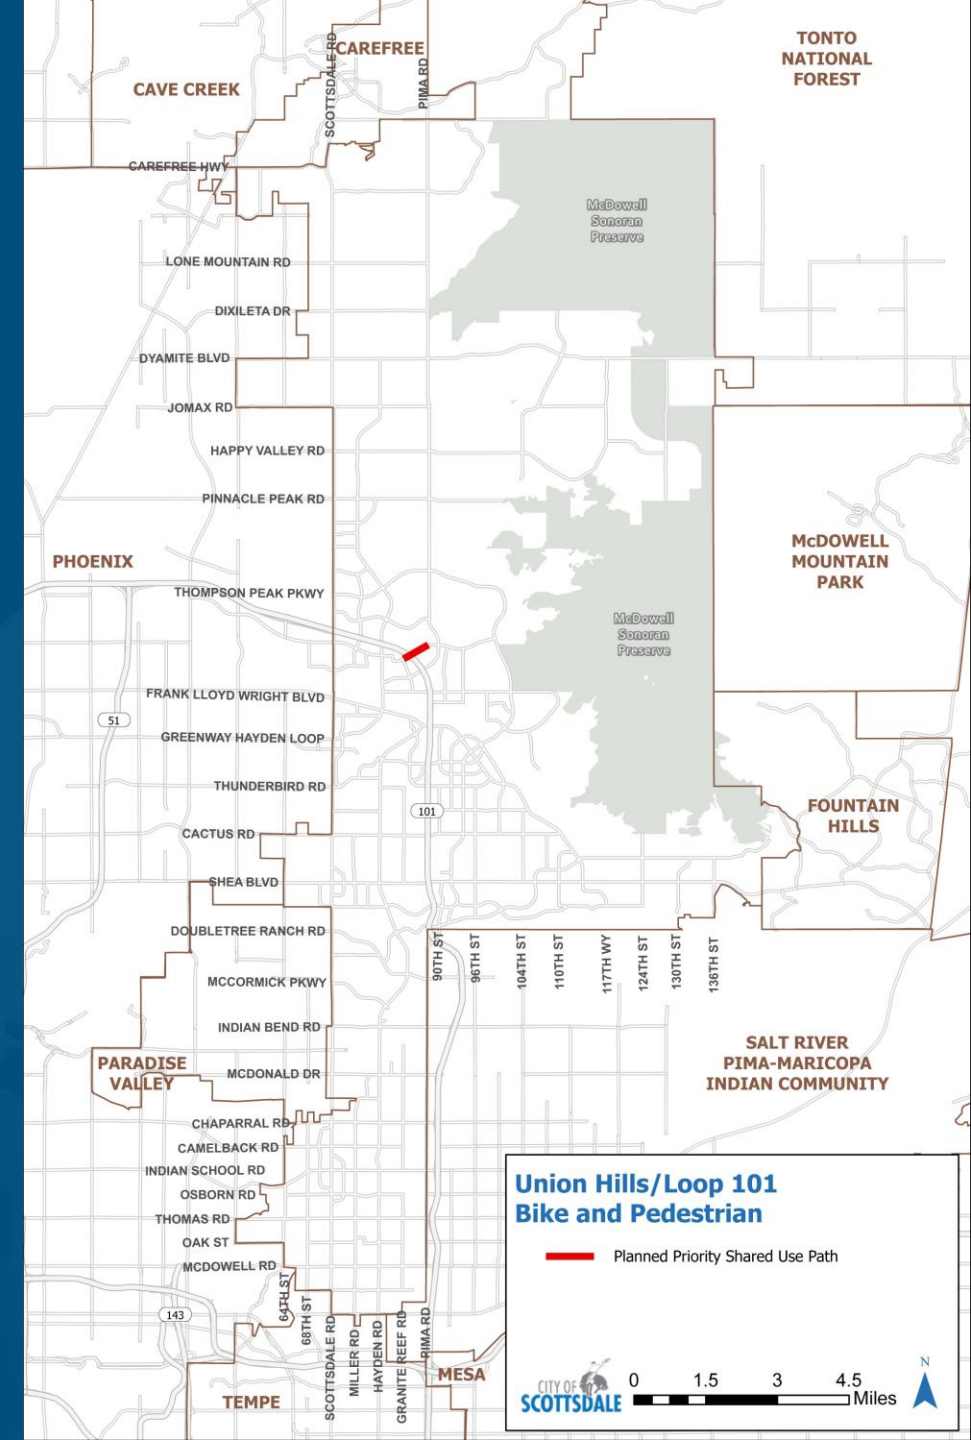 CAREFREE
TONTO
NATIONAL
FOREST
CAVE CREEK
SCOTTSDALE RD
PIMA RD
CAREFREE HWY
McDowell
Sonoran
Preserve
LONE MOUNTAIN RD
DIXILETA DR
DYAMITE BLVD
JOMAX RD
HAPPY VALLEY RD
PINNACLE PEAK RD
PHOENIX
McDOWELL
MOUNTAIN
PARK
THOMPSON PEAK PKWY
McDowell
Sonoran
Preserve
FRANK LLOYD WRIGHT BLVD
51
GREENWAY HAYDEN LOOP
THUNDERBIRD RD
101
FOUNTAIN
HILLS
CACTUS RD
SHEA BLVD
DOUBLETREE RANCH RD
90TH ST
96TH ST
104TH ST
110TH ST
117TH WY
124TH ST
130TH ST
136TH ST
MCCORMICK PKWY
INDIAN BEND RD
SALT RIVER
PIMA-MARICOPA
INDIAN COMMUNITY
PARADISE
VALLEY
MCDONALD DR
CHAPARRAL RD
CAMELBACK RD
INDIAN SCHOOL RD
OSBORN RD
THOMAS RD
OAK ST
MCDOWELL RD
143
64TH ST
68TH ST
SCOTTSDALE RD
MILLER RD
HAYDEN RD
GRANITE REEF RD
PIMA RD
TEMPE
MESA
Union Hills/Loop 101
Bike and Pedestrian
Planned Priority Shared Use Path
CITY OF
SCOTTSDALE
0 1.5 3 4.5
Miles
N